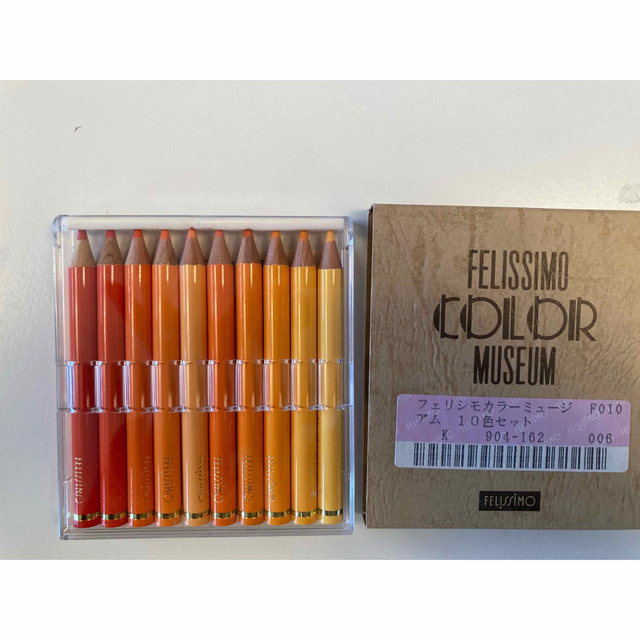 FELISSIMO
COLOR
MUSEUM
フェリシモカラーミュージ F010
アム 10色セット
K 904-162 006
FELISSIMO